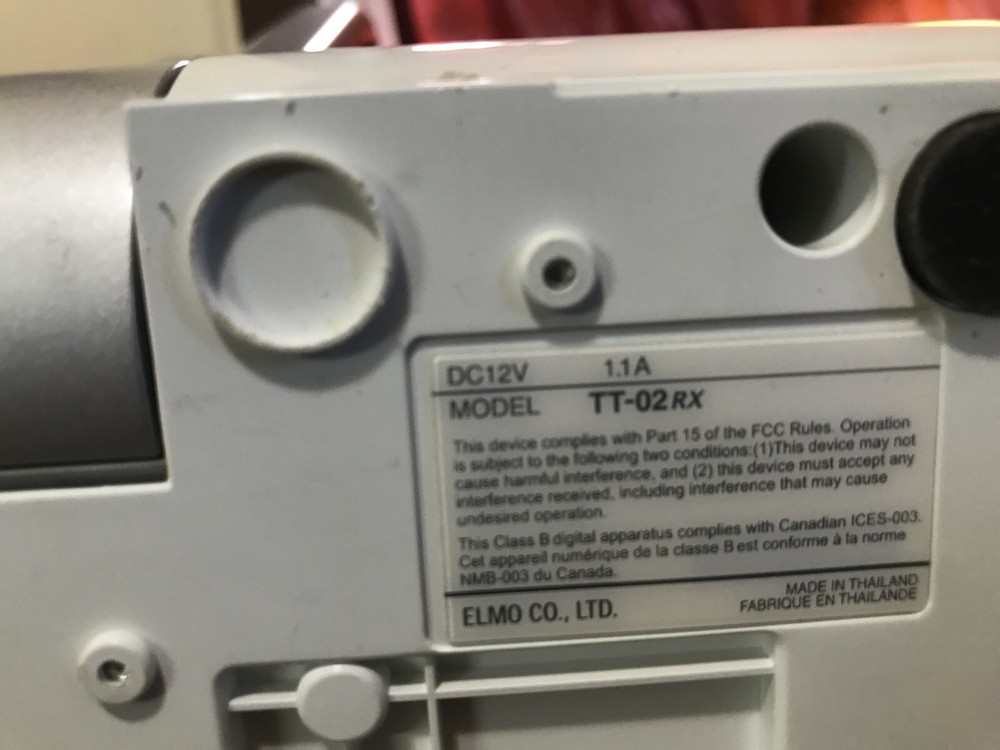 DC12V 1.1A
MODEL TT-02RX
This device complies with Part 15 of the FCC Rules. Operation
is subject to the following two conditions:(1)This device may not
cause harmful interference, and (2) this device must accept any
interference received, including interference that may cause
undesired operation.
This Class B digital apparatus complies with Canadian ICES-003.
Cet appareil numérique de la classe B est conforme à la norme
NMB-003 du Canada.
ELMO CO., LTD.
MADE IN THAILAND
FABRIQUE EN THAILANDE